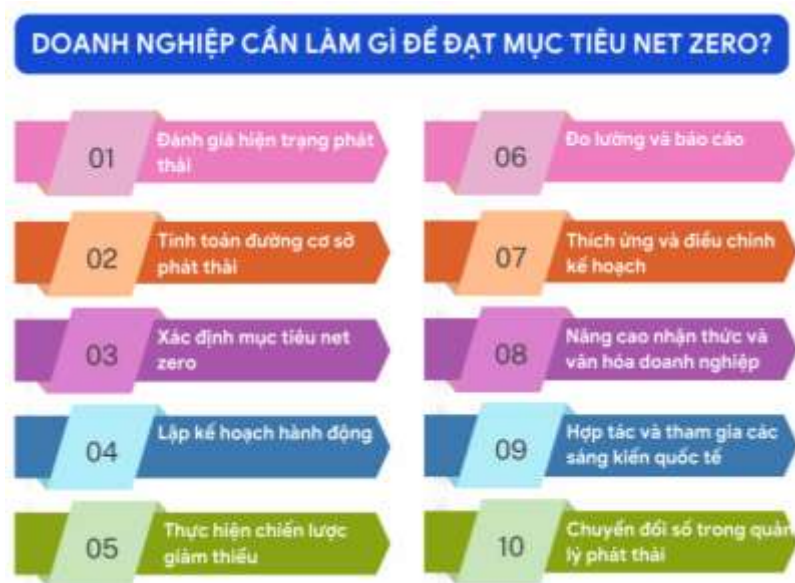 DOANH NGHIỆP CẦN LÀM GÌ ĐỂ ĐẠT MỤC TIÊU NET ZERO?
01
Đánh giá hiện trạng phát
thải
02
Tính toán đường cơ sở
phát thải
03
Xác định mục tiêu net
zero
04
Lập kế hoạch hành động
05
Thực hiện chiến lược
giảm thiểu
06
Đo lường và báo cáo
07
Thích ứng và điều chỉnh
kế hoạch
08
Nâng cao nhận thức và
văn hóa doanh nghiệp
09
Hợp tác và tham gia các
sáng kiến quốc tế
10
Chuyển đổi số trong quản
lý phát thải